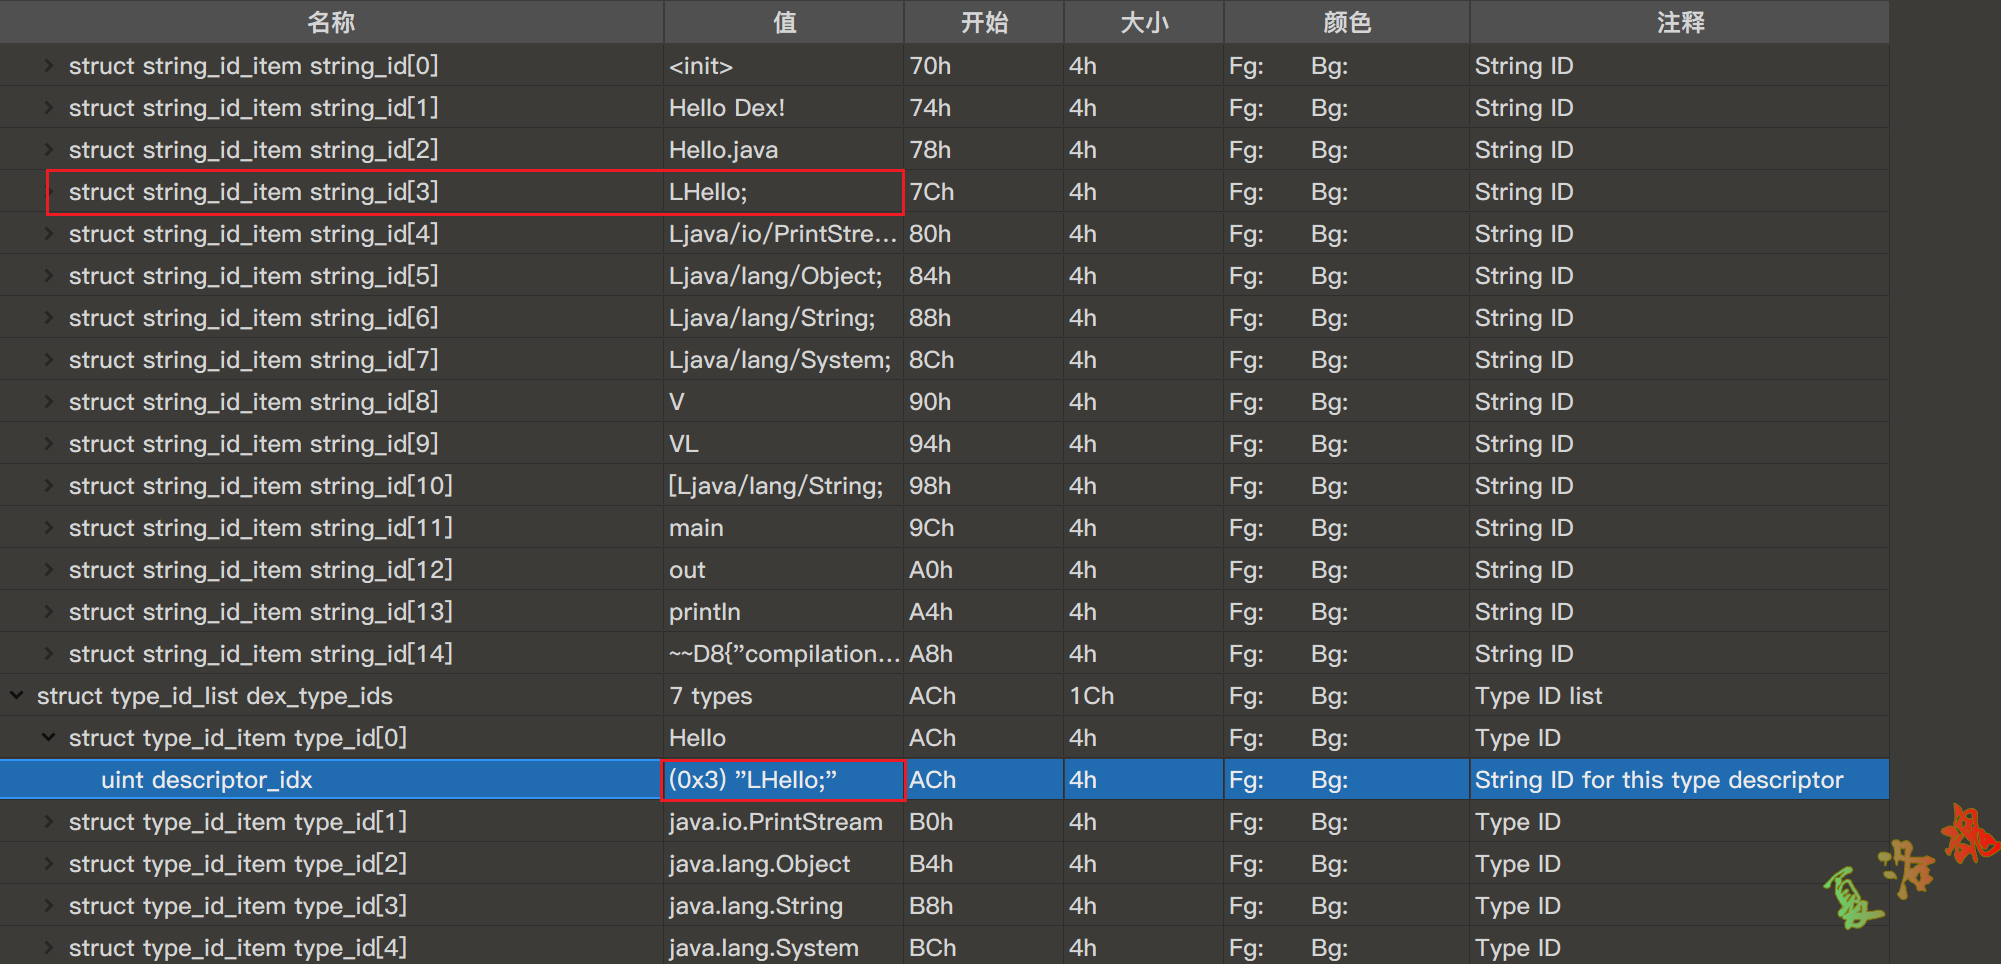 名称 值 开始 大小 颜色 注释
struct string_id_item string_id[0] <init> 70h 4h Fg: Bg: String ID
struct string_id_item string_id[1] Hello Dex! 74h 4h Fg: Bg: String ID
struct string_id_item string_id[2] Hello.java 78h 4h Fg: Bg: String ID
struct string_id_item string_id[3] LHello; 7Ch 4h Fg: Bg: String ID
struct string_id_item string_id[4] Ljava/io/PrintStre... 80h 4h Fg: Bg: String ID
struct string_id_item string_id[5] Ljava/lang/Object; 84h 4h Fg: Bg: String ID
struct string_id_item string_id[6] Ljava/lang/String; 88h 4h Fg: Bg: String ID
struct string_id_item string_id[7] Ljava/lang/System; 8Ch 4h Fg: Bg: String ID
struct string_id_item string_id[8] V 90h 4h Fg: Bg: String ID
struct string_id_item string_id[9] VL 94h 4h Fg: Bg: String ID
struct string_id_item string_id[10] [Ljava/lang/String; 98h 4h Fg: Bg: String ID
struct string_id_item string_id[11] main 9Ch 4h Fg: Bg: String ID
struct string_id_item string_id[12] out A0h 4h Fg: Bg: String ID
struct string_id_item string_id[13] println A4h 4h Fg: Bg: String ID
struct string_id_item string_id[14] ~~D8{"compilation... A8h 4h Fg: Bg: String ID
struct type_id_list dex_type_ids 7 types ACh 1Ch Fg: Bg: Type ID list
struct type_id_item type_id[0] Hello ACh 4h Fg: Bg: Type ID
uint descriptor_idx (0x3) "LHello;" ACh 4h Fg: Bg: String ID for this type descriptor
struct type_id_item type_id[1] java.io.PrintStream B0h 4h Fg: Bg: Type ID
struct type_id_item type_id[2] java.lang.Object B4h 4h Fg: Bg: Type ID
struct type_id_item type_id[3] java.lang.String B8h 4h Fg: Bg: Type ID
struct type_id_item type_id[4] java.lang.System BCh 4h Fg: Bg: Type ID